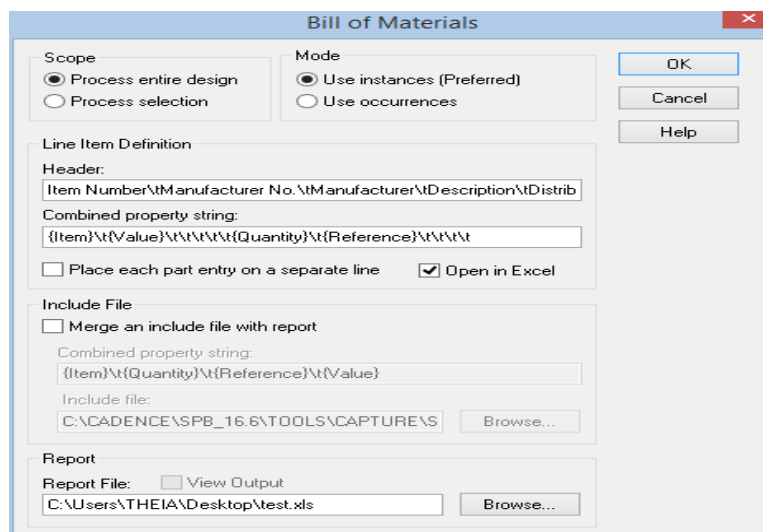 Bill of Materials
Scope
Process entire design
Process selection
Mode
Use instances (Preferred)
Use occurrences
OK
Cancel
Help
Line Item Definition
Header:
Item Number\tManufacturer No.\tManufacturer\tDescription\tDistrib
Combined property string:
{Item}\t{Value}\t\t\t\t\t{Quantity}\t{Reference}\t\t\t\t
Place each part entry on a separate line
Open in Excel
Include File
Merge an include file with report
Combined property string:
{Item}\t{Quantity}\t{Reference}\t{Value}
Include file:
C:\CADENCE\SPB_16.6\TOOLS\CAPTURE\S
Browse...
Report
Report File:
View Output
C:\Users\THEIA\Desktop\test.xls
Browse...